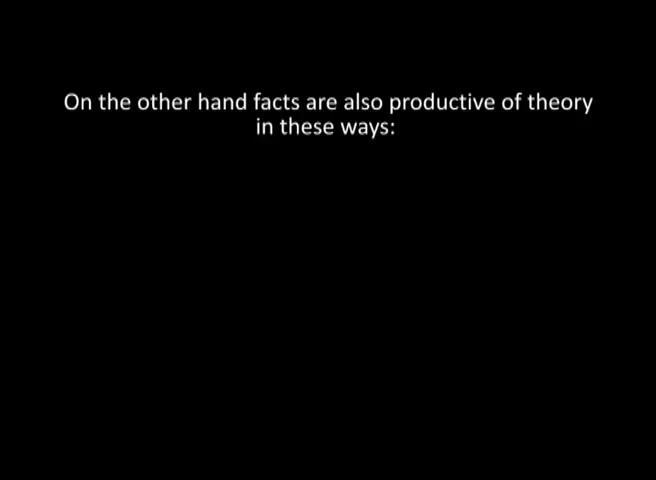 On the other hand facts are also productive of theory
in these ways: